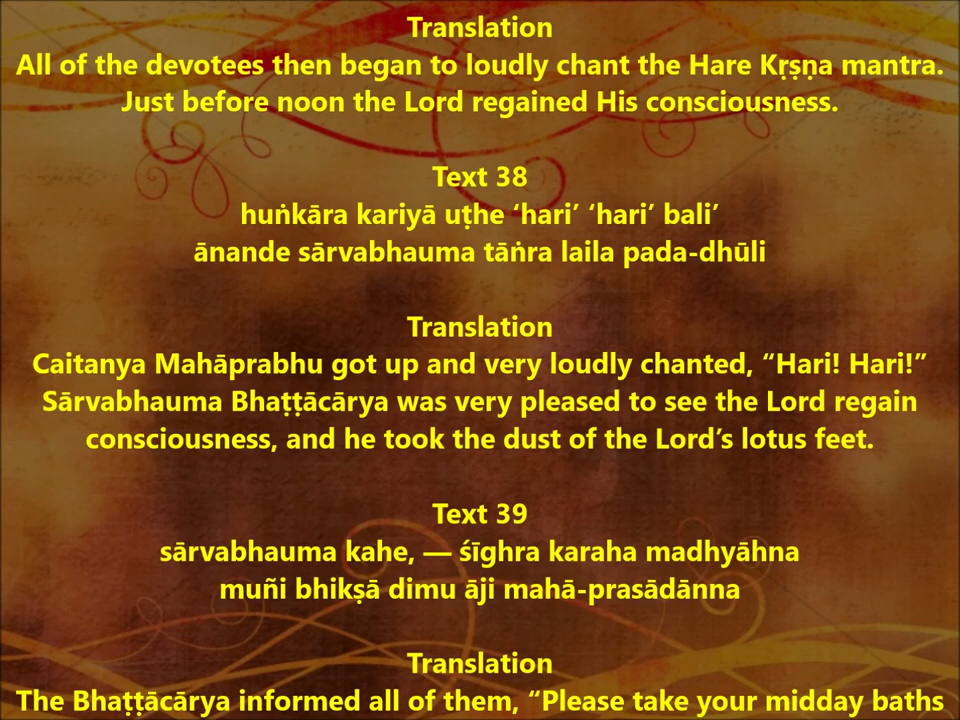 Translation
All of the devotees then began to loudly chant the Hare Kṛṣṇa mantra.
Just before noon the Lord regained His consciousness.
Text 38
huṅkāra kariyā uṭhe ‘hari’ ‘hari’ bali’
ānande sārvabhauma tāṅra laila pada-dhūli
Translation
Caitanya Mahāprabhu got up and very loudly chanted, “Hari! Hari!”
Sārvabhauma Bhaṭṭācārya was very pleased to see the Lord regain
consciousness, and he took the dust of the Lord’s lotus feet.
Text 39
sārvabhauma kahe, — śīghra karaha madhyāhna
muñi bhikṣā dimu āji mahā-prasādānna
Translation
The Bhaṭṭācārya informed all of them, “Please take your midday baths